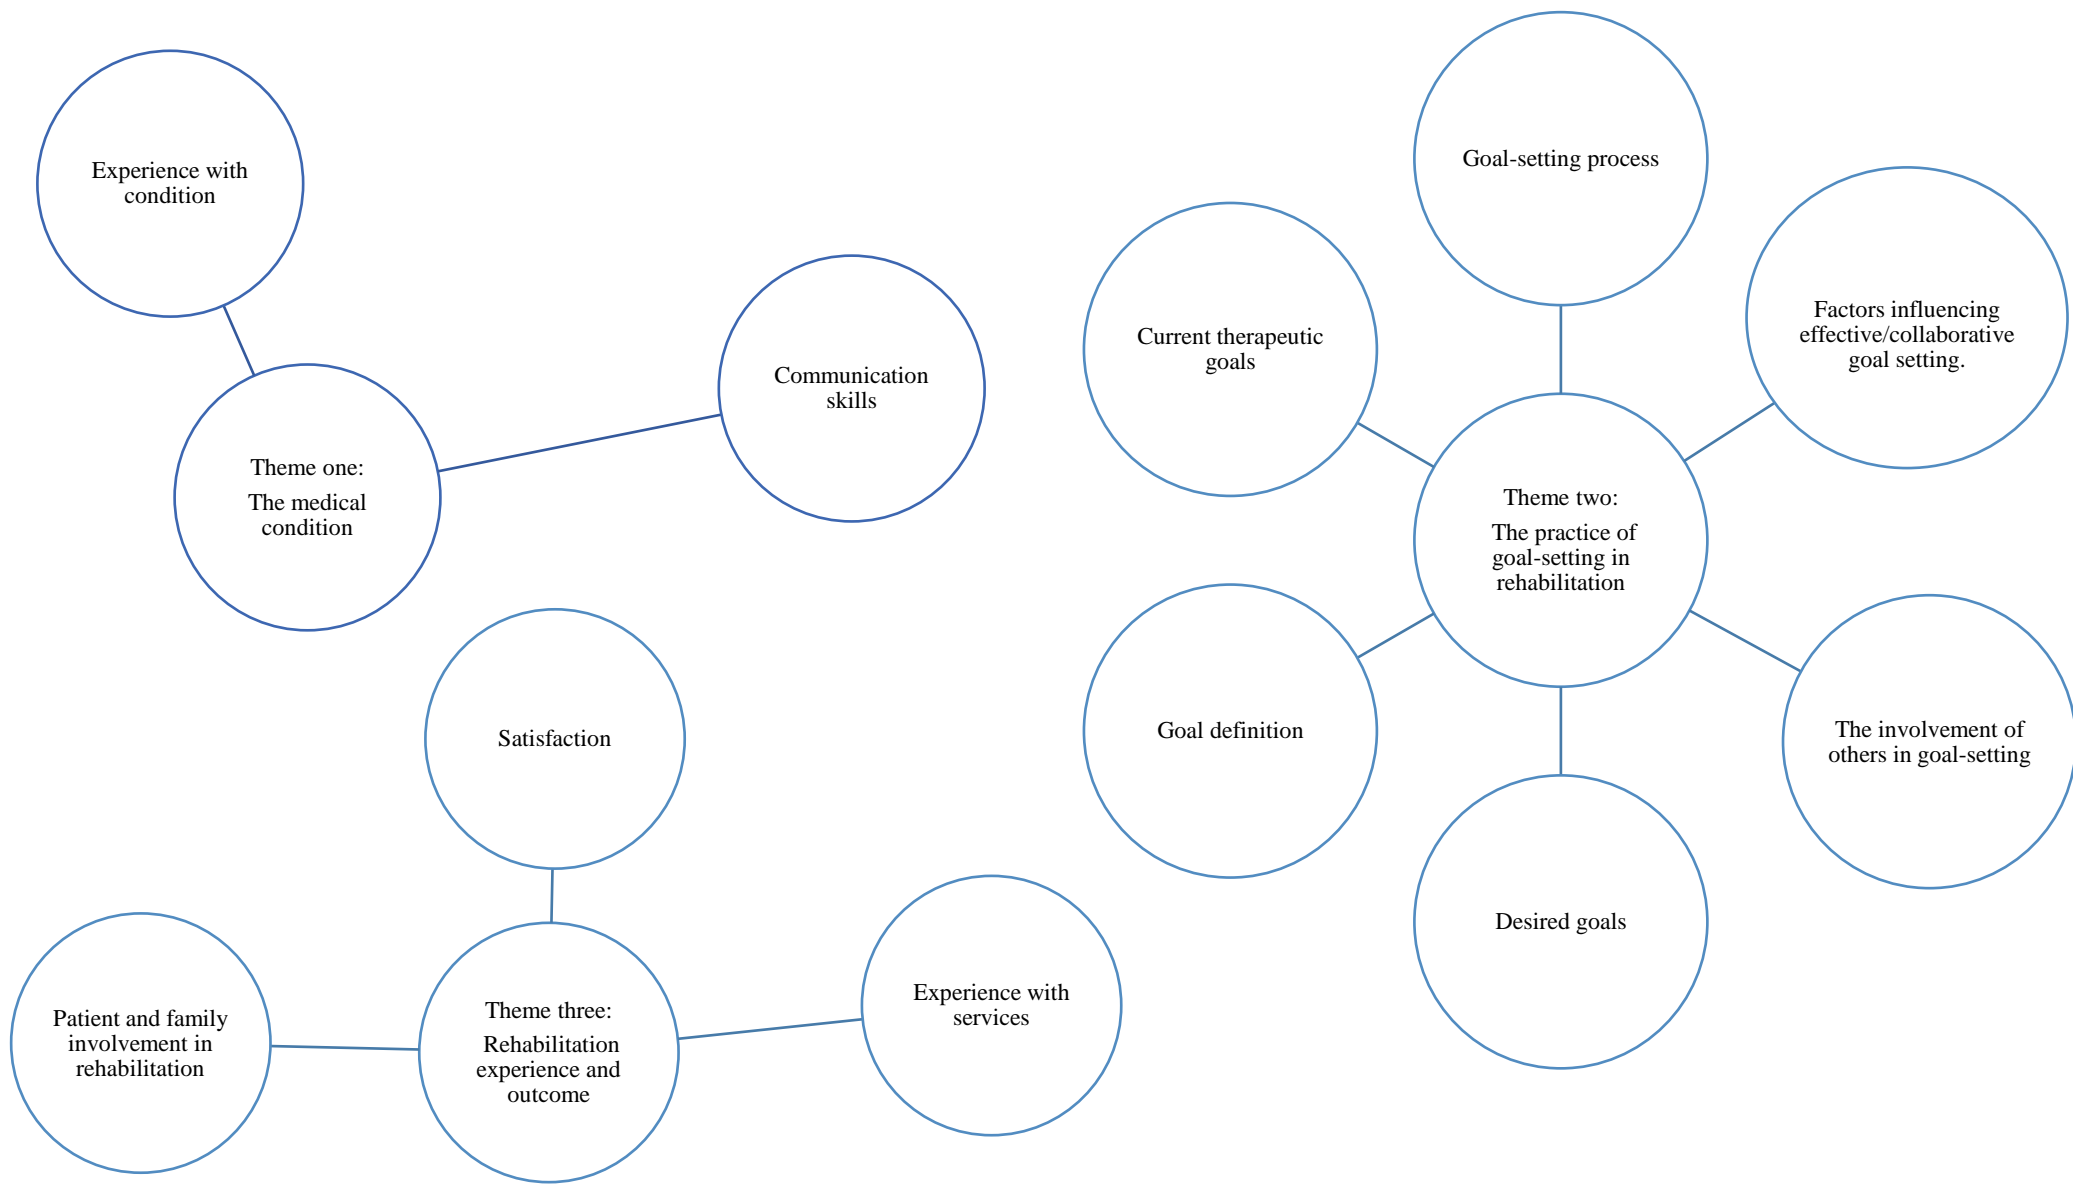 Experience with
condition
Communication
skills
Theme one:
The medical
condition
Goal-setting process
Current therapeutic
goals
Factors influencing
effective/collaborative
goal setting.
Theme two:
The practice of
goal-setting in
rehabilitation
Goal definition
The involvement of
others in goal-setting
Desired goals
Satisfaction
Patient and family
involvement in
rehabilitation
Theme three:
Rehabilitation
experience and
outcome
Experience with
services